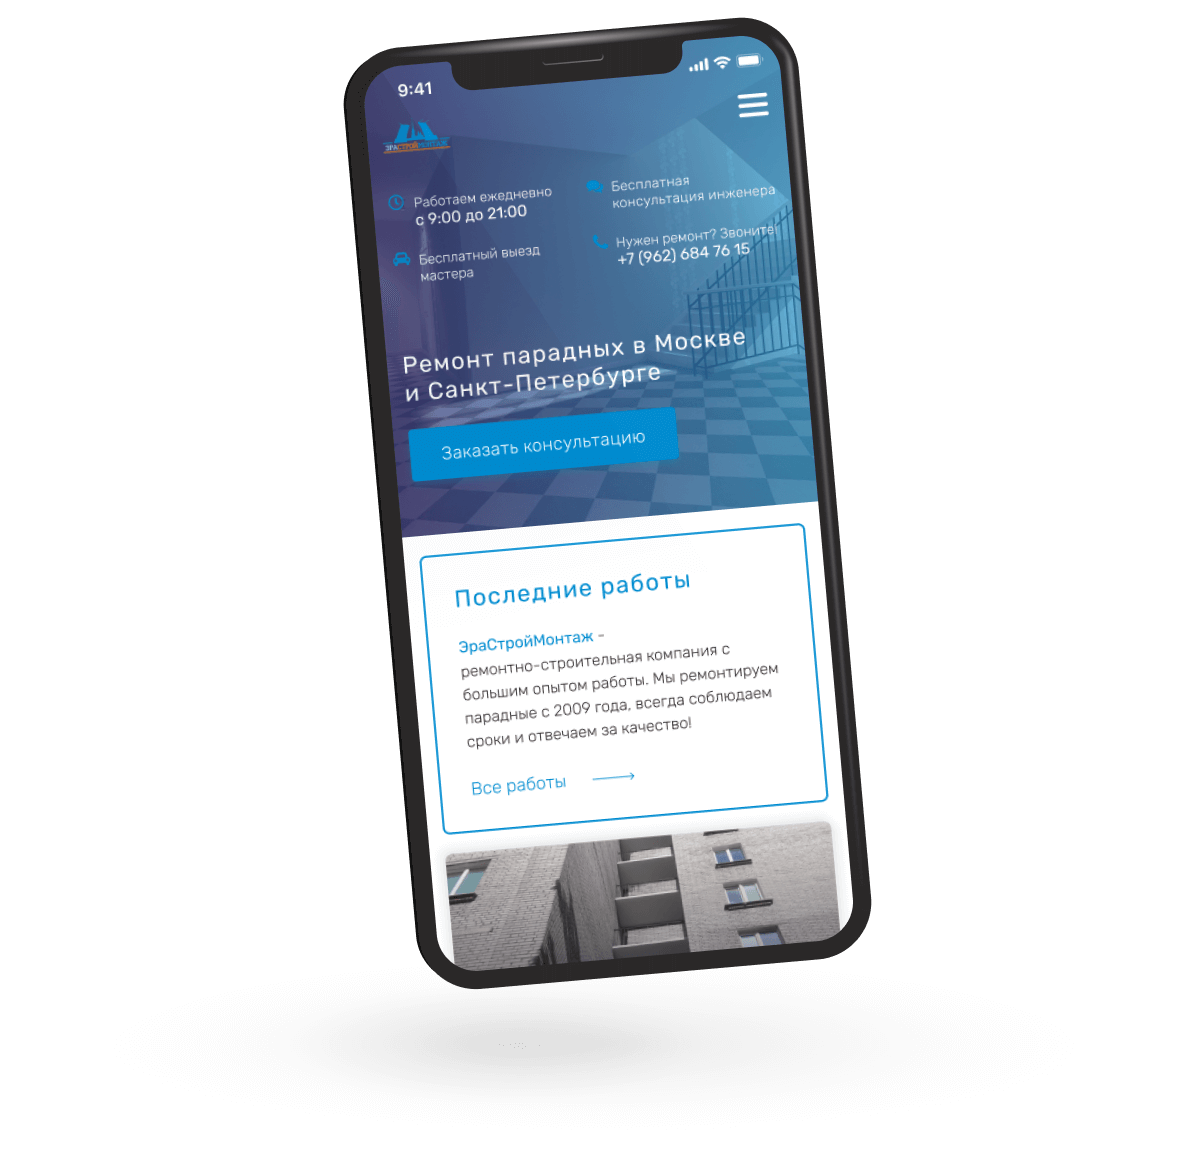 9:41
ЭРАСТРОЙМОНТАЖ
Работаем ежедневно
с 9:00 до 21:00
Бесплатная
консультация инженера
Бесплатный выезд
мастера
Нужен ремонт? Звоните!
+7 (962) 684 76 15
Ремонт парадных в Москве
и Санкт-Петербурге
Заказать консультацию
Последние работы
ЭраСтройМонтаж -
ремонтно-строительная компания с
большим опытом работы. Мы ремонтируем
парадные с 2009 года, всегда соблюдаем
сроки и отвечаем за качество!
Все работы